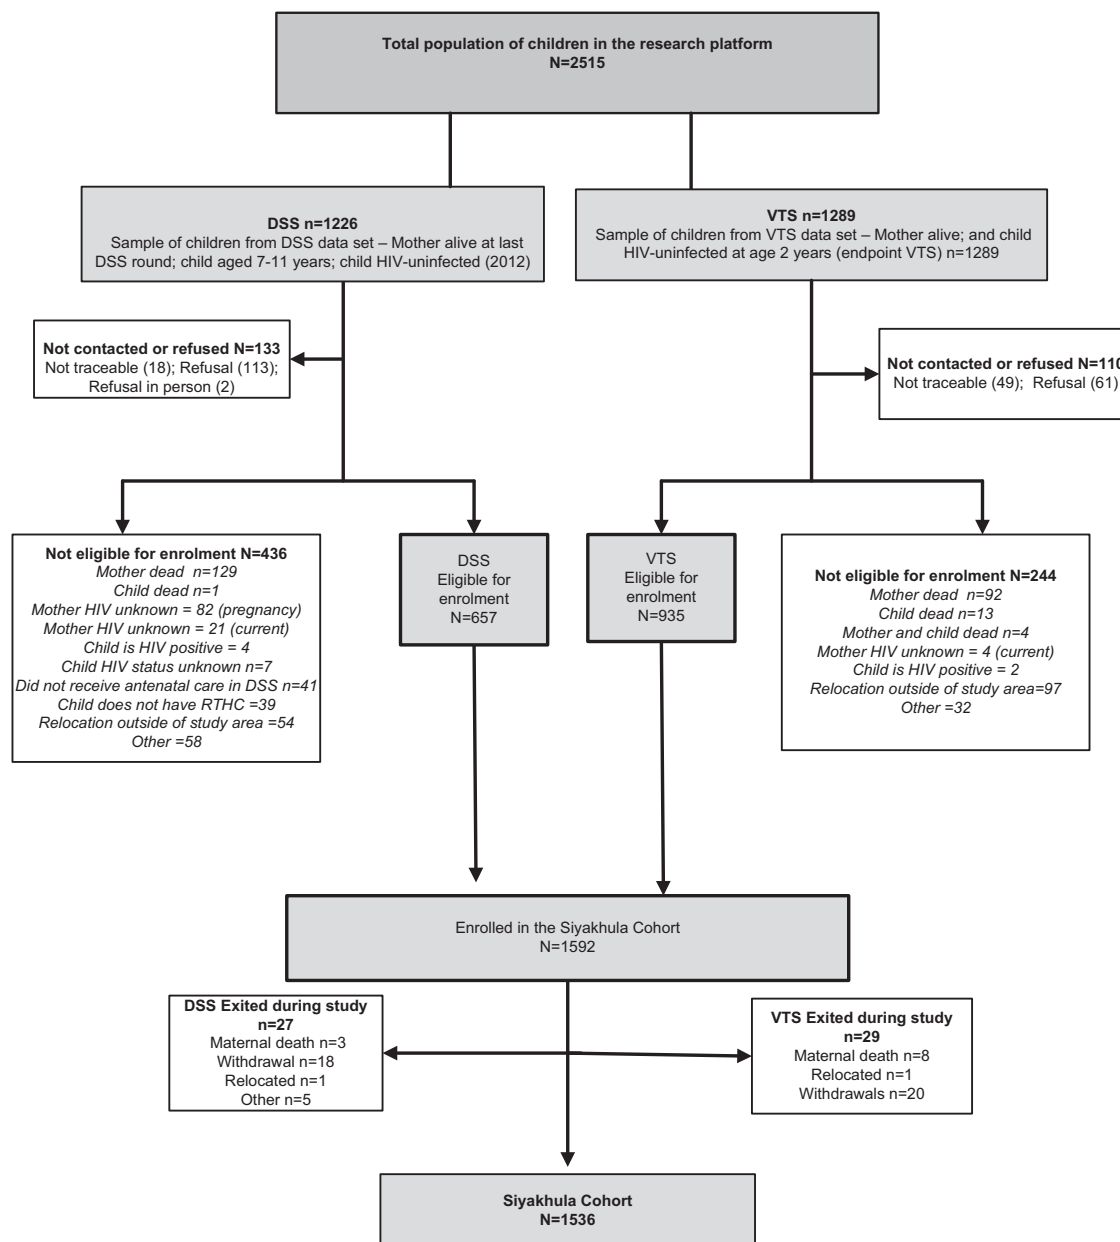 Total population of children in the research platform
N=2515
DSS n=1226
Sample of children from DSS data set – Mother alive at last
DSS round; child aged 7-11 years; child HIV-uninfected (2012)
VTS n=1289
Sample of children from VTS data set – Mother alive; and child
HIV-uninfected at age 2 years (endpoint VTS) n=1289
Not contacted or refused N=133
Not traceable (18); Refusal (113);
Refusal in person (2)
Not contacted or refused N=110
Not traceable (49);  Refusal (61)
Not eligible for enrolment N=436
Mother dead  n=129
Child dead n=1
Mother HIV unknown = 82 (pregnancy)
Mother HIV unknown = 21 (current)
Child is HIV positive = 4
Child HIV status unknown n=7
Did not receive antenatal care in DSS n=41
Child does not have RTHC =39
Relocation outside of study area =54
Other =58
DSS
Eligible for
enrolment
N=657
VTS
Eligible for
enrolment
N=935
Not eligible for enrolment N=244
Mother dead  n=92
Child dead n=13
Mother and child dead n=4
Mother HIV unknown = 4 (current)
Child is HIV positive = 2
Relocation outside of study area=97
Other =32
Enrolled in the Siyakhula Cohort
N=1592
DSS Exited during study
n=27
Maternal death n=3
Withdrawal n=18
Relocated n=1
Other n=5
VTS Exited during study
n=29
Maternal death n=8
Relocated n=1
Withdrawals n=20
Siyakhula Cohort
N=1536